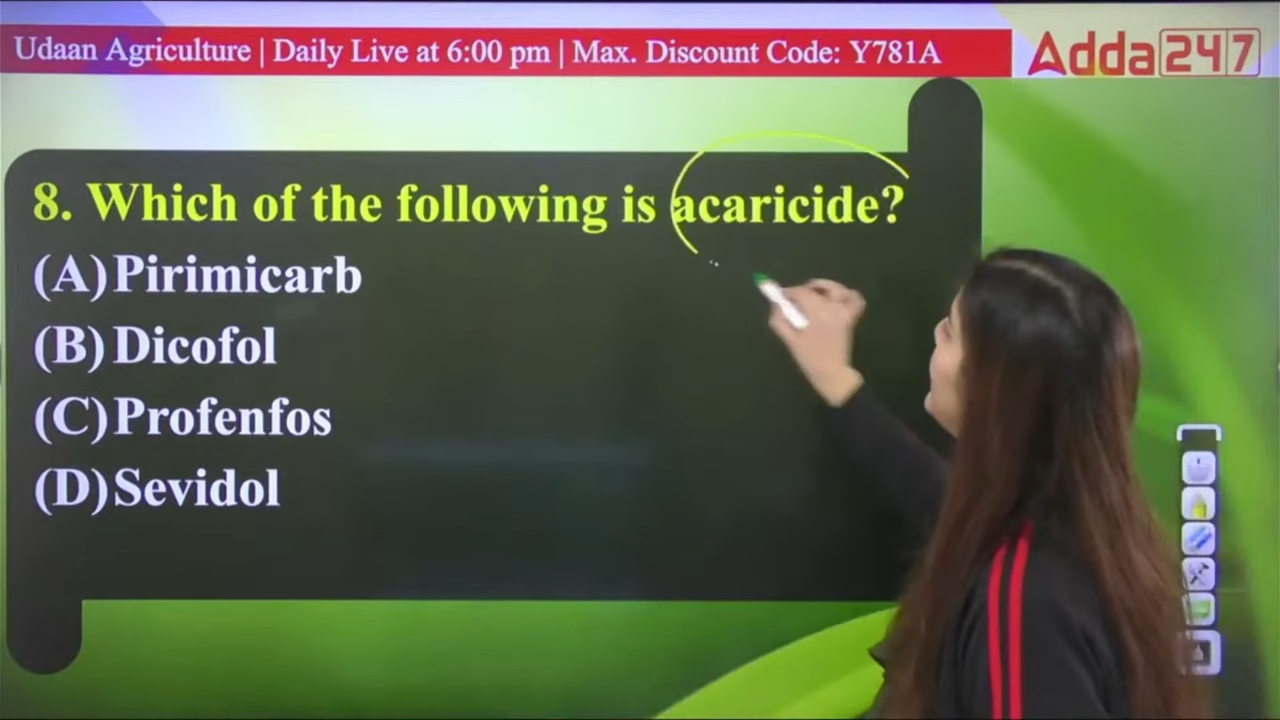 Udaan Agriculture | Daily Live at 6:00 pm | Max. Discount Code: Y781A
Adda247
8. Which of the following is acaricide?
(A)Pirimicarb
(B)Dicofol
(C)Profenfos
(D)Sevidol